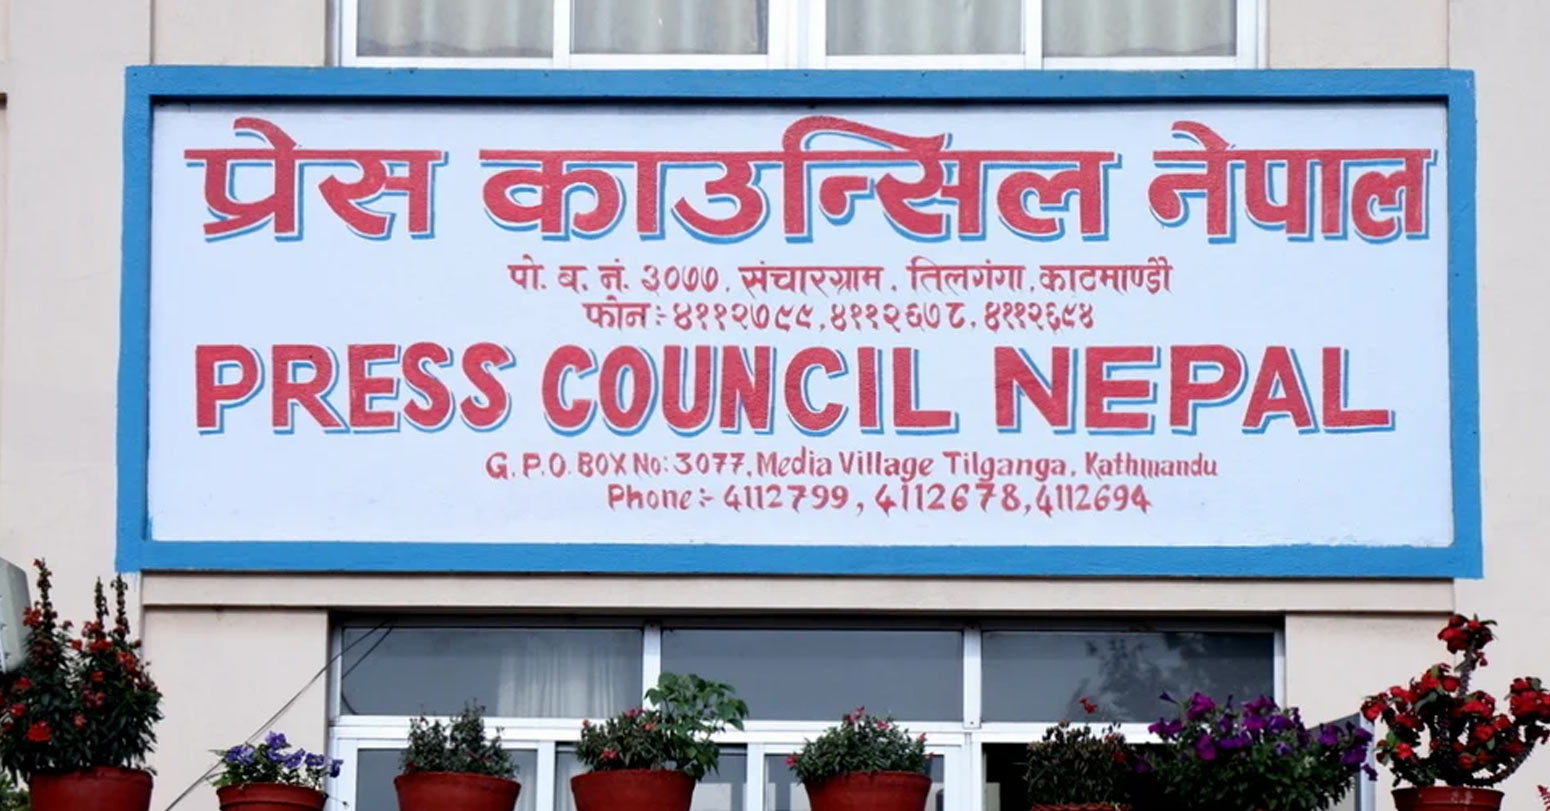 प्रेस काउन्सिल नेपाल
पो. ब. नं. ३०७७. संचारग्राम. तिलगंगा. काठमाण्डौ
फोन:- ४११२७९९, ४११२६७८, ४११२६९४
PRESS COUNCIL NEPAL
G.P.O. BOX No: 3077, Media Village Tilganga, Kathmandu
Phone:- 4112799, 4112678, 4112694